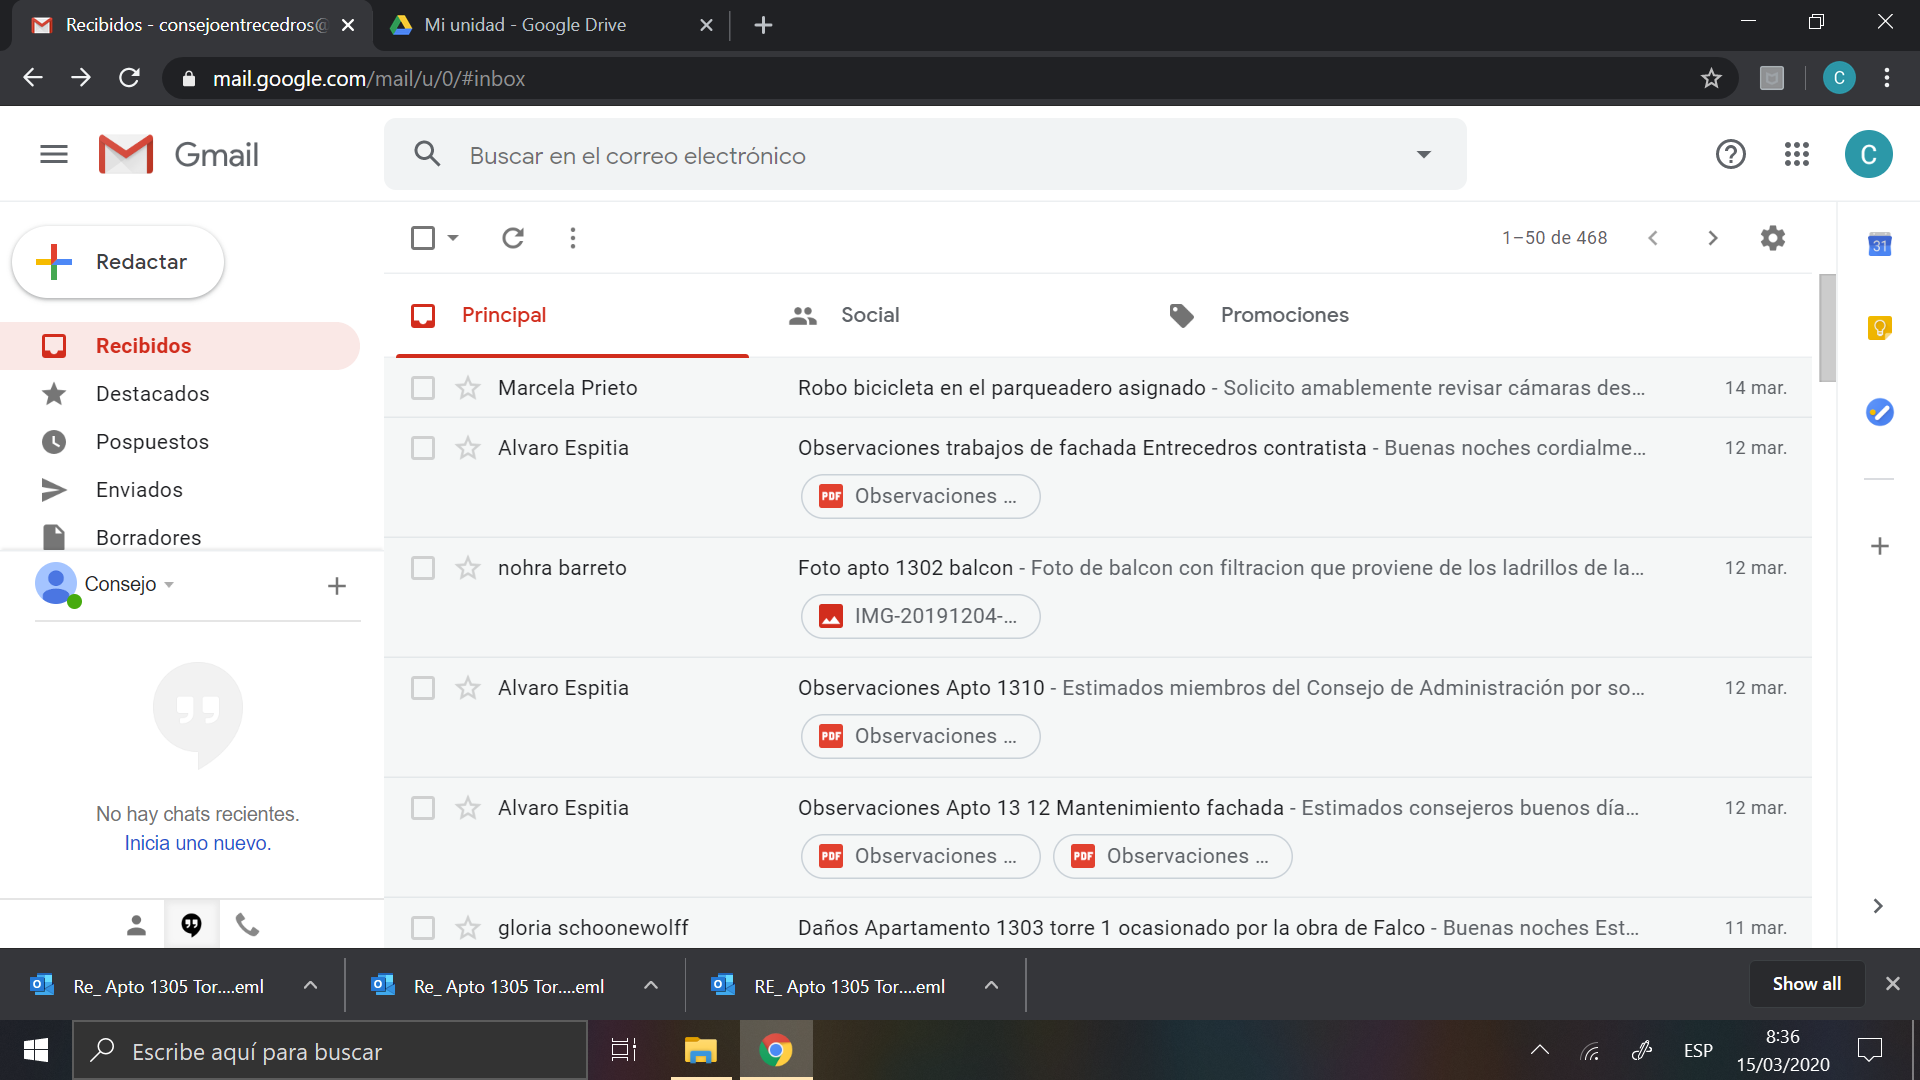 Recibidos - consejoentrecedros@
Mi unidad - Google Drive
mail.google.com/mail/u/0/#inbox
C
Gmail
Buscar en el correo electrónico
C
Redactar
1–50 de 468
31
Principal
Social
Promociones
Recibidos
Destacados
Pospuestos
Enviados
Borradores
Consejo
No hay chats recientes.
Inicia uno nuevo.
Marcela Prieto Robo bicicleta en el parqueadero asignado - Solicito amablemente revisar cámaras des... 14 mar.
Alvaro Espitia Observaciones trabajos de fachada Entrecedros contratista - Buenas noches cordialme... 12 mar.
PDF Observaciones ...
nohra barreto Foto apto 1302 balcon - Foto de balcon con filtracion que proviene de los ladrillos de la... 12 mar.
IMG-20191204-...
Alvaro Espitia Observaciones Apto 1310 - Estimados miembros del Consejo de Administración por so... 12 mar.
PDF Observaciones ...
Alvaro Espitia Observaciones Apto 13 12 Mantenimiento fachada - Estimados consejeros buenos día... 12 mar.
PDF Observaciones ... PDF Observaciones ...
gloria schoonewolff Daños Apartamento 1303 torre 1 ocasionado por la obra de Falco - Buenas noches Est... 11 mar.
Re_ Apto 1305 Tor....eml
Re_ Apto 1305 Tor....eml
RE_ Apto 1305 Tor....eml
Show all
Escribe aquí para buscar
ESP
8:36
15/03/2020